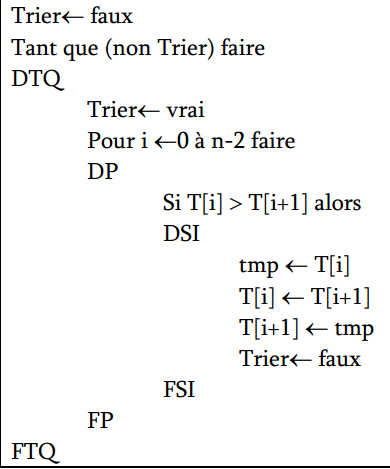 Trier← faux
Tant que (non Trier) faire
DTQ
Trier← vrai
Pour i ←0 à n-2 faire
DP
Si T[i] > T[i+1] alors
DSI
tmp ← T[i]
T[i] ← T[i+1]
T[i+1] ← tmp
Trier← faux
FSI
FP
FTQ